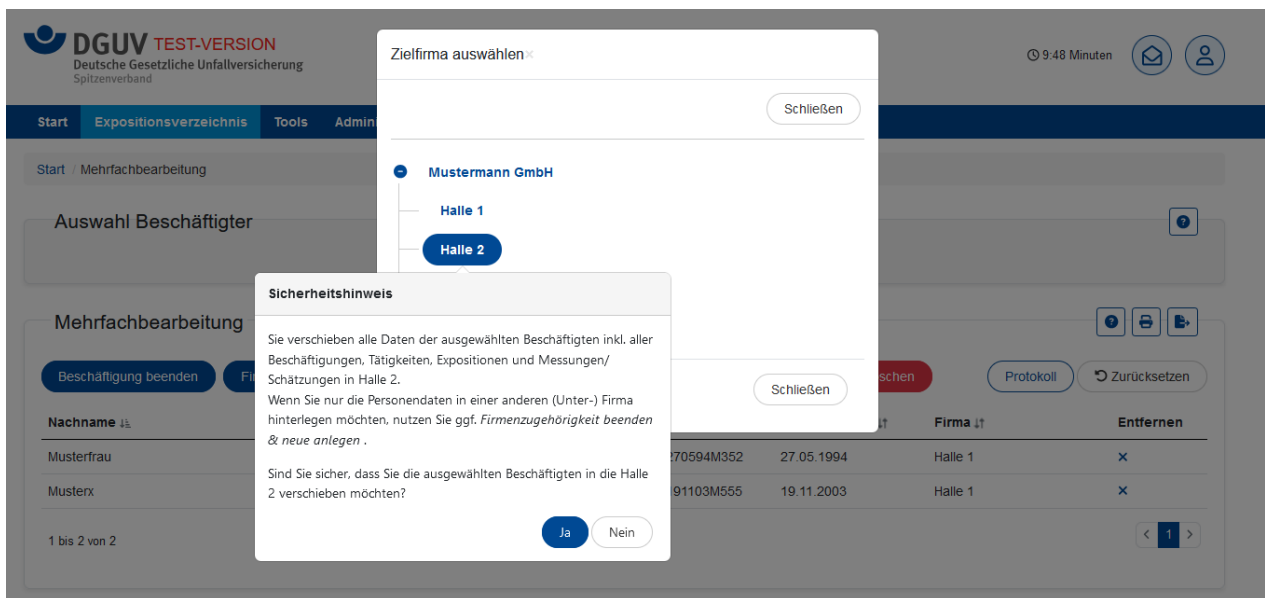 DGUV TEST-VERSION
Deutsche Gesetzliche Unfallversicherung
Spitzenverband
9:48 Minuten
Start Expositionsverzeichnis Tools
Start / Mehrfachbearbeitung
Zielfirma auswählen×
Schließen
Mustermann GmbH
Halle 1
Halle 2
Schließen
Auswahl Beschäftigter
Sicherheitshinweis
Sie verschieben alle Daten der ausgewählten Beschäftigten inkl. aller
Beschäftigungen, Tätigkeiten, Expositionen und Messungen/
Schätzungen in Halle 2.
Wenn Sie nur die Personendaten in einer anderen (Unter-) Firma
hinterlegen möchten, nutzen Sie ggf. Firmenzugehörigkeit beenden
& neue anlegen .
Sind Sie sicher, dass Sie die ausgewählten Beschäftigten in die Halle
2 verschieben möchten?
Ja Nein
Mehrfachbearbeitung
Beschäftigung beenden Protokoll Zurücksetzen
Nachname Firma Entfernen
Musterfrau 270594M352 27.05.1994 Halle 1 ×
Musterx 191103M555 19.11.2003 Halle 1 ×
1 bis 2 von 2 < 1 >